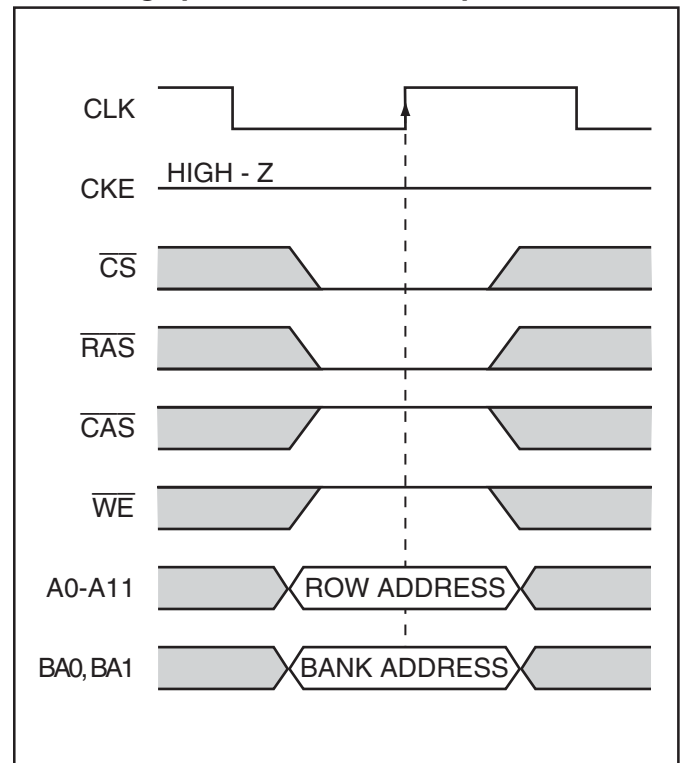 CLK
CKE HIGH - Z
CS
RAS
CAS
WE
A0-A11 ROW ADDRESS
BA0, BA1 BANK ADDRESS